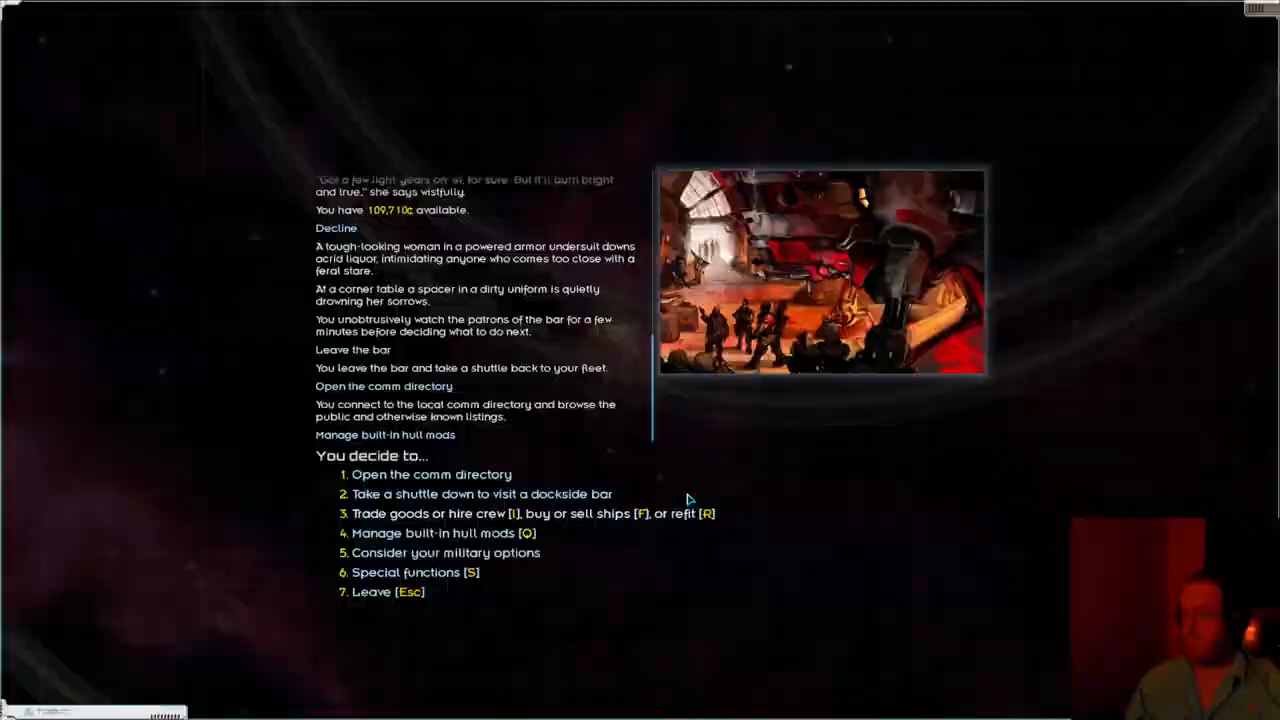 "Got a few light years on 'er, for sure. But it'll burn bright
and true," she says wistfully.
You have 109,710¢ available.
Decline
A tough-looking woman in a powered armor undersuit downs
acrid liquor, intimidating anyone who comes too close with a
feral stare.
At a corner table a spacer in a dirty uniform is quietly
drowning her sorrows.
You unobtrusively watch the patrons of the bar for a few
minutes before deciding what to do next.
Leave the bar
You leave the bar and take a shuttle back to your fleet.
Open the comm directory
You connect to the local comm directory and browse the
public and otherwise known listings.
Manage built-in hull mods
You decide to...
1. Open the comm directory
2. Take a shuttle down to visit a dockside bar
3. Trade goods or hire crew [I], buy or sell ships [F], or refit [R]
4. Manage built-in hull mods [Q]
5. Consider your military options
6. Special functions [S]
7. Leave [Esc]